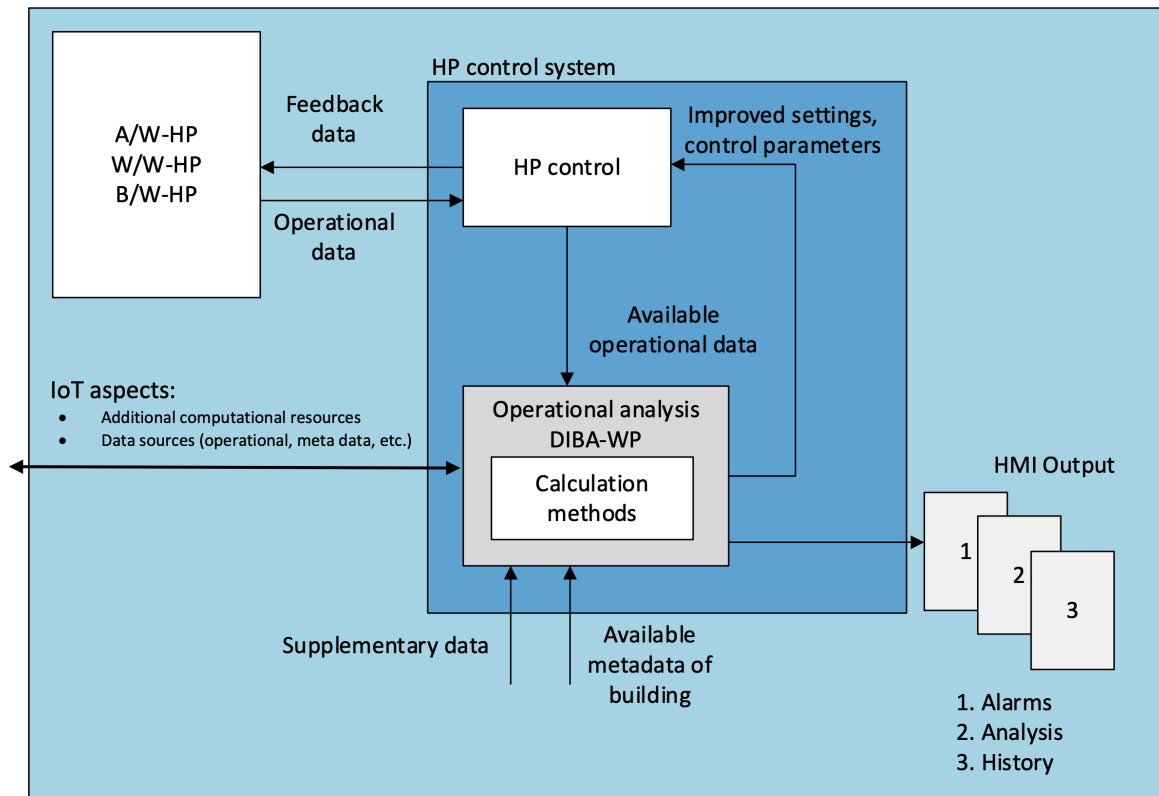 HP control system
A/W-HP
W/W-HP
B/W-HP
Feedback
data
Operational
data
HP control
Improved settings,
control parameters
Available
operational data
IoT aspects:
• Additional computational resources
• Data sources (operational, meta data, etc.)
Operational analysis
DIBA-WP
Calculation
methods
HMI Output
1
2
3
Supplementary data
Available
metadata of
building
1. Alarms
2. Analysis
3. History